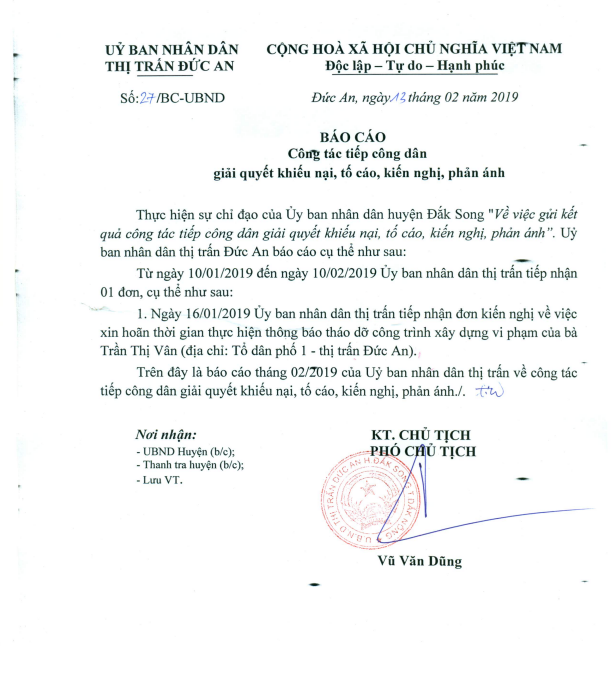 UỶ BAN NHÂN DÂN
THỊ TRẤN ĐỨC AN
CỘNG HOÀ XÃ HỘI CHỦ NGHĨA VIỆT NAM
Độc lập – Tự do – Hạnh phúc
Số:27/BC-UBND
Đức An, ngày 13 tháng 02 năm 2019
BÁO CÁO
Công tác tiếp công dân
giải quyết khiếu nại, tố cáo, kiến nghị, phản ánh
Thực hiện sự chỉ đạo của Ủy ban nhân dân huyện Đắk Song "Về việc gửi kết
quả công tác tiếp công dân giải quyết khiếu nại, tố cáo, kiến nghị, phản ánh”. Uỷ
ban nhân dân thị trấn Đức An báo cáo cụ thể như sau:
Từ ngày 10/01/2019 đến ngày 10/02/2019 Ủy ban nhân dân thị trấn tiếp nhận
01 đơn, cụ thể như sau:
1. Ngày 16/01/2019 Ủy ban nhân dân thị trấn tiếp nhận đơn kiến nghị về việc
xin hoãn thời gian thực hiện thông báo tháo dỡ công trình xây dựng vi phạm của bà
Trần Thị Vân (địa chỉ: Tổ dân phố 1 - thị trấn Đức An).
Trên đây là báo cáo tháng 02/2019 của Uỷ ban nhân dân thị trấn về công tác
tiếp công dân giải quyết khiếu nại, tố cáo, kiến nghị, phản ánh./.
Nơi nhận:
- UBND Huyện (b/c);
- Thanh tra huyện (b/c);
- Lưu VT.
KT. CHỦ TỊCH
PHÓ CHỦ TỊCH
U.B.N.D THỊ TRẤN ĐỨC AN H.ĐẮK SONG T.ĐẮK NÔNG
Vũ Văn Dũng